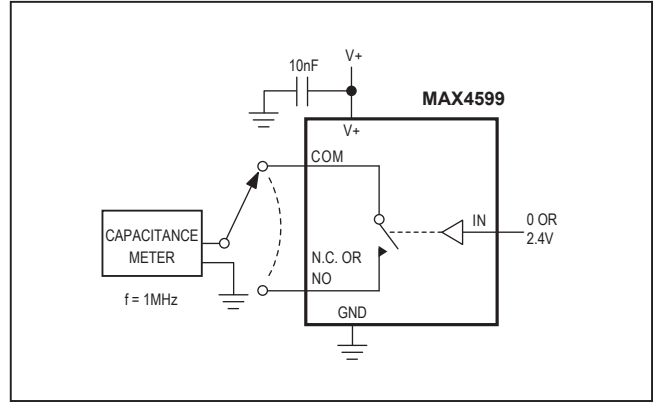 V+
10nF
MAX4599
V+
COM
IN
0 OR
2.4V
CAPACITANCE
METER
N.C. OR
NO
f = 1MHz
GND